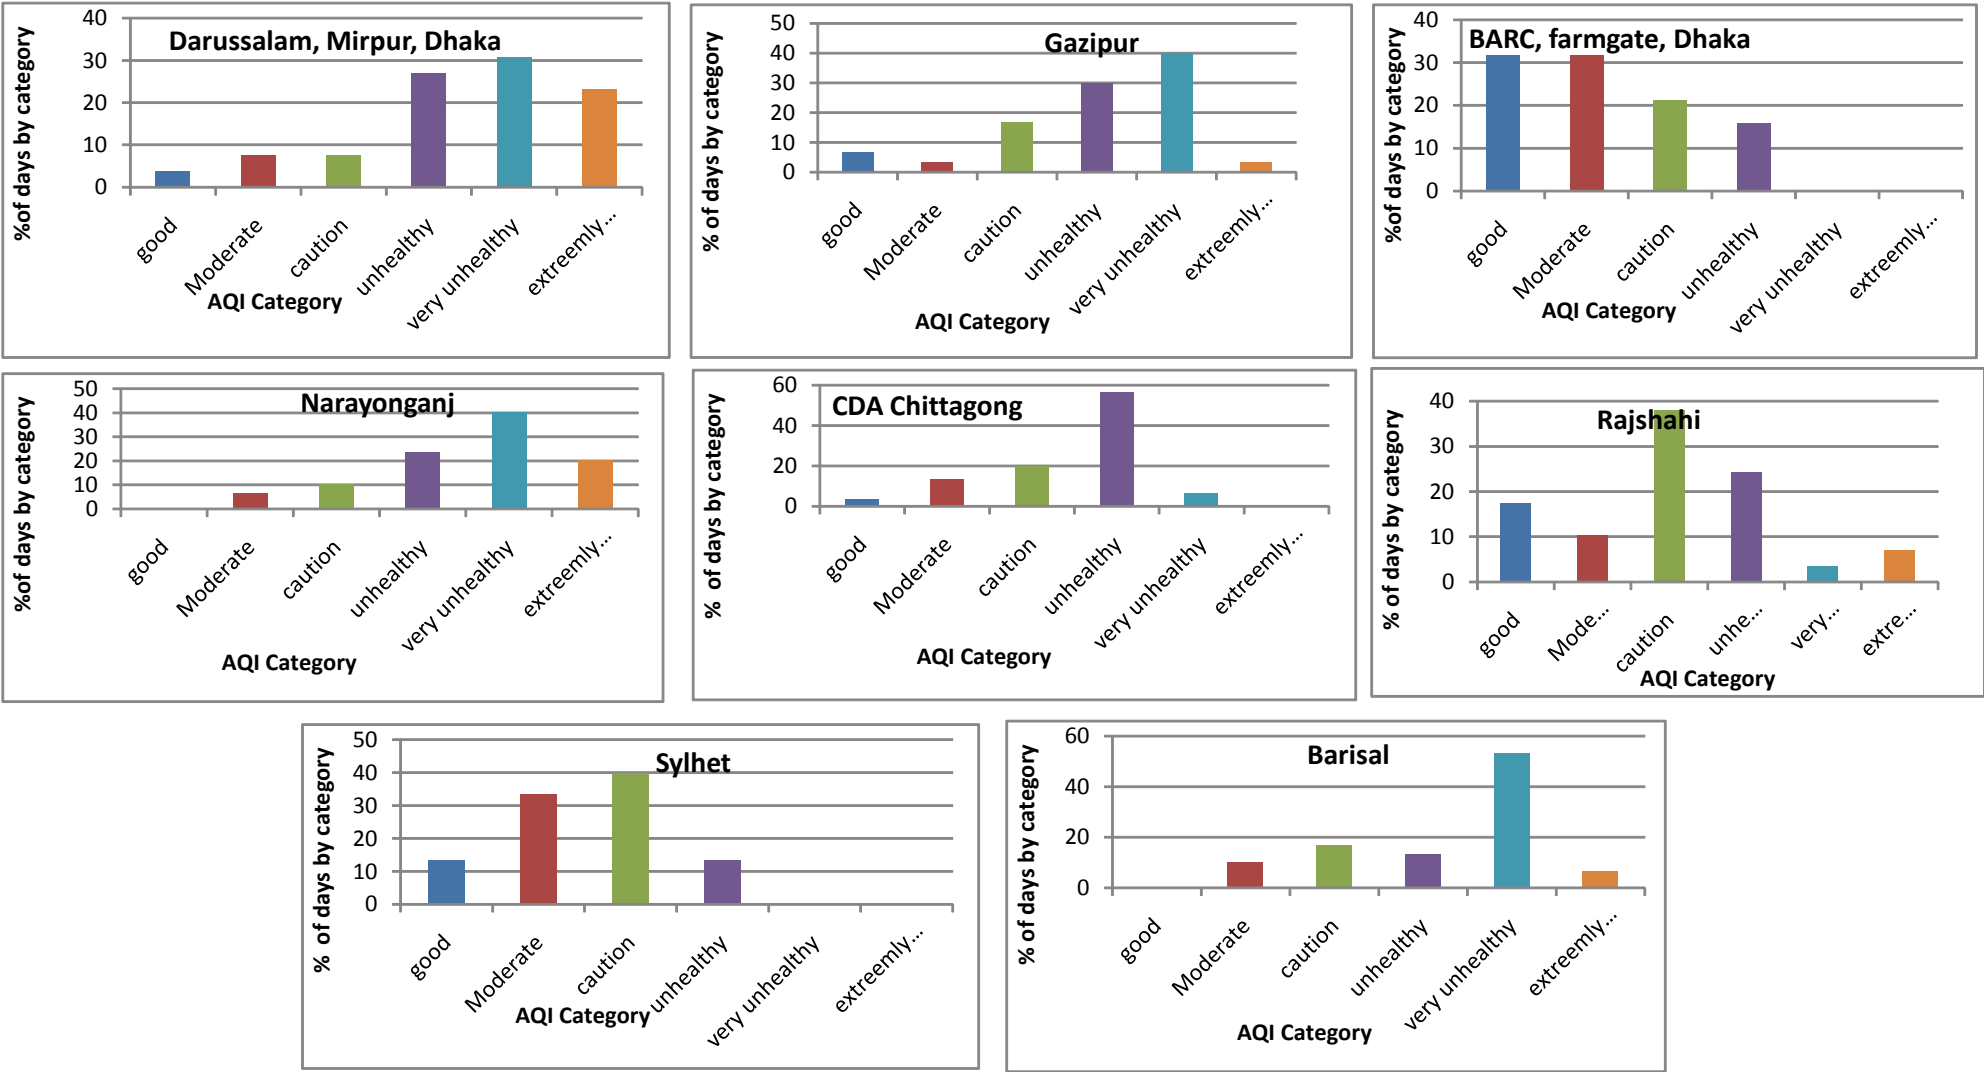 Darussalam, Mirpur, Dhaka
%of days by category
40
30
20
10
0
good
Moderate
caution
unhealthy
very unhealthy
extreemly...
AQI Category
Gazipur
% of days by category
50
40
30
20
10
0
good
Moderate
caution
unhealthy
very unhealthy
extreemly...
AQI Category
BARC, farmgate, Dhaka
%of days by category
40
30
20
10
0
good
Moderate
caution
unhealthy
very unhealthy
extreemly...
AQI Category
Narayonganj
%of days by category
50
40
30
20
10
0
good
Moderate
caution
unhealthy
very unhealthy
extreemly...
AQI Category
CDA Chittagong
% of days by category
60
40
20
0
good
Moderate
caution
unhealthy
very unhealthy
extreemly...
AQI Category
Rajshahi
% of days by category
40
30
20
10
0
good
Mode...
caution
unhe...
very...
extre...
AQI Category
Sylhet
% of days by category
50
40
30
20
10
0
good
Moderate
caution
unhealthy
very unhealthy
extreemly...
AQI Category
Barisal
% of days by category
60
40
20
0
good
Moderate
caution
unhealthy
very unhealthy
extreemly...
AQI Category